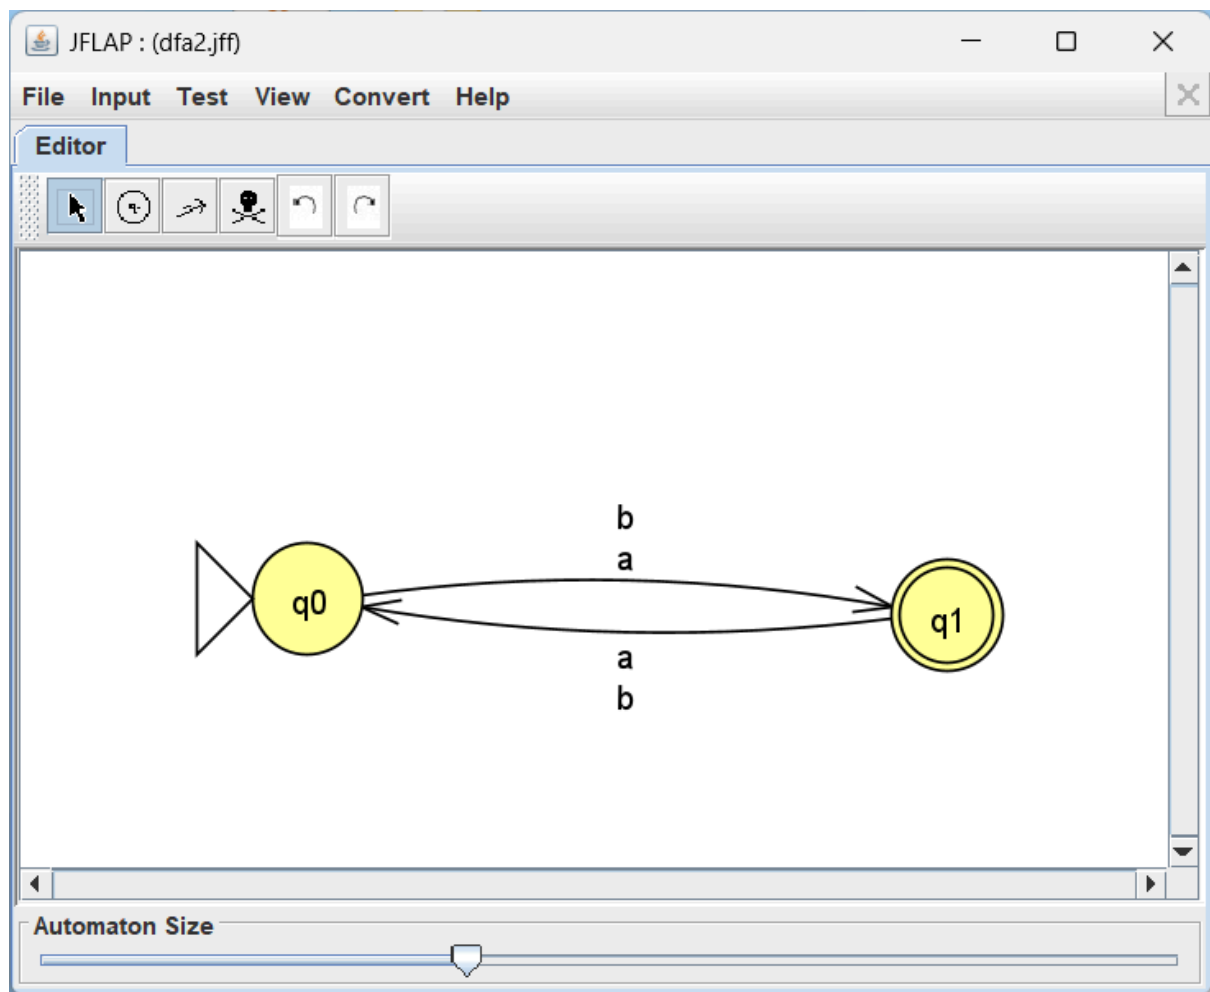 JFLAP : (dfa2.jff)
File Input Test View Convert Help
Editor
b
a
q0
q1
a
b
Automaton Size